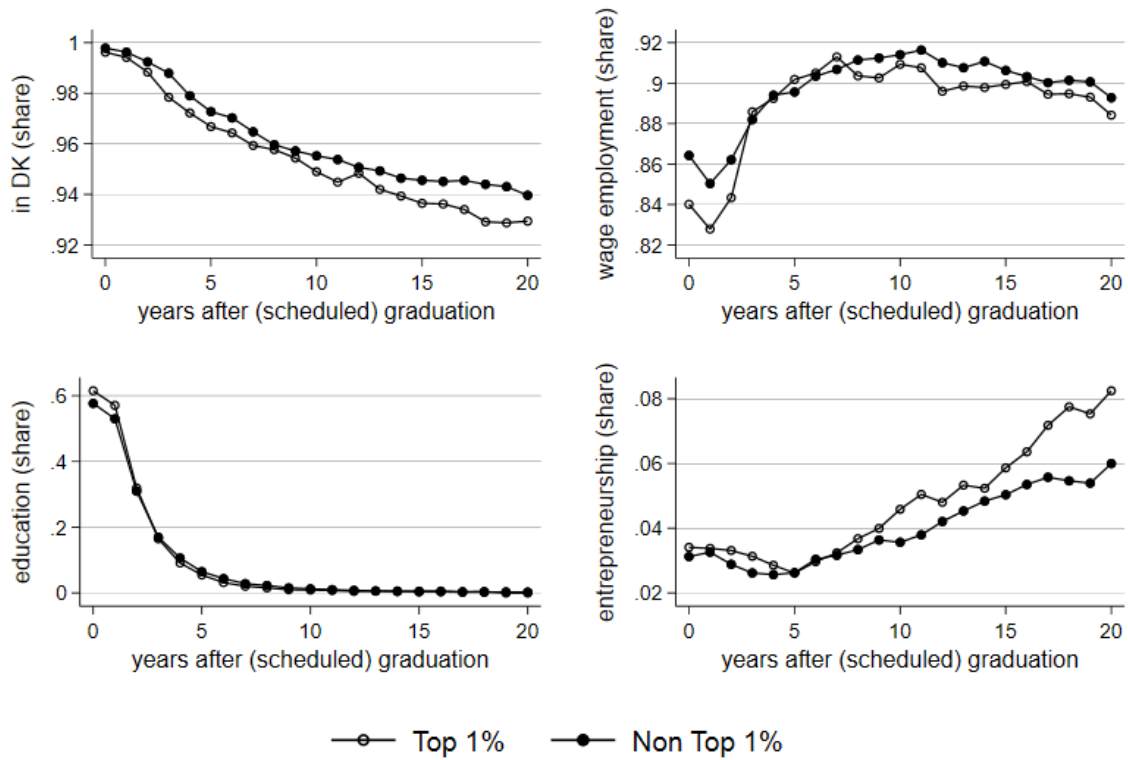 in DK (share)
1
.98
.96
.94
.92
0 5 10 15 20
years after (scheduled) graduation
wage employment (share)
.92
.9
.88
.86
.84
.82
0 5 10 15 20
years after (scheduled) graduation
education (share)
.6
.4
.2
0
0 5 10 15 20
years after (scheduled) graduation
entrepreneurship (share)
.08
.06
.04
.02
0 5 10 15 20
years after (scheduled) graduation
Top 1% Non Top 1%